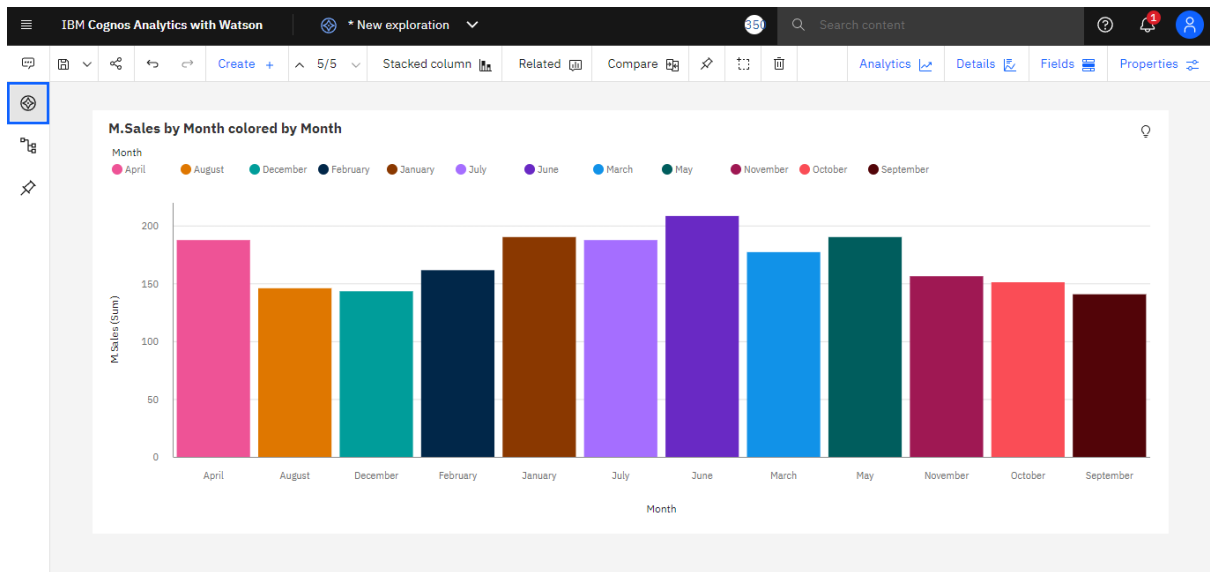 IBM Cognos Analytics with Watson
* New exploration
350
Search content
1
Create +
5/5
Stacked column
Related
Compare
Analytics
Details
Fields
Properties
M.Sales by Month colored by Month
Month
April
August
December
February
January
July
June
March
May
November
October
September
200
150
100
50
0
M.Sales (Sum)
April
August
December
February
January
July
June
March
May
November
October
September
Month